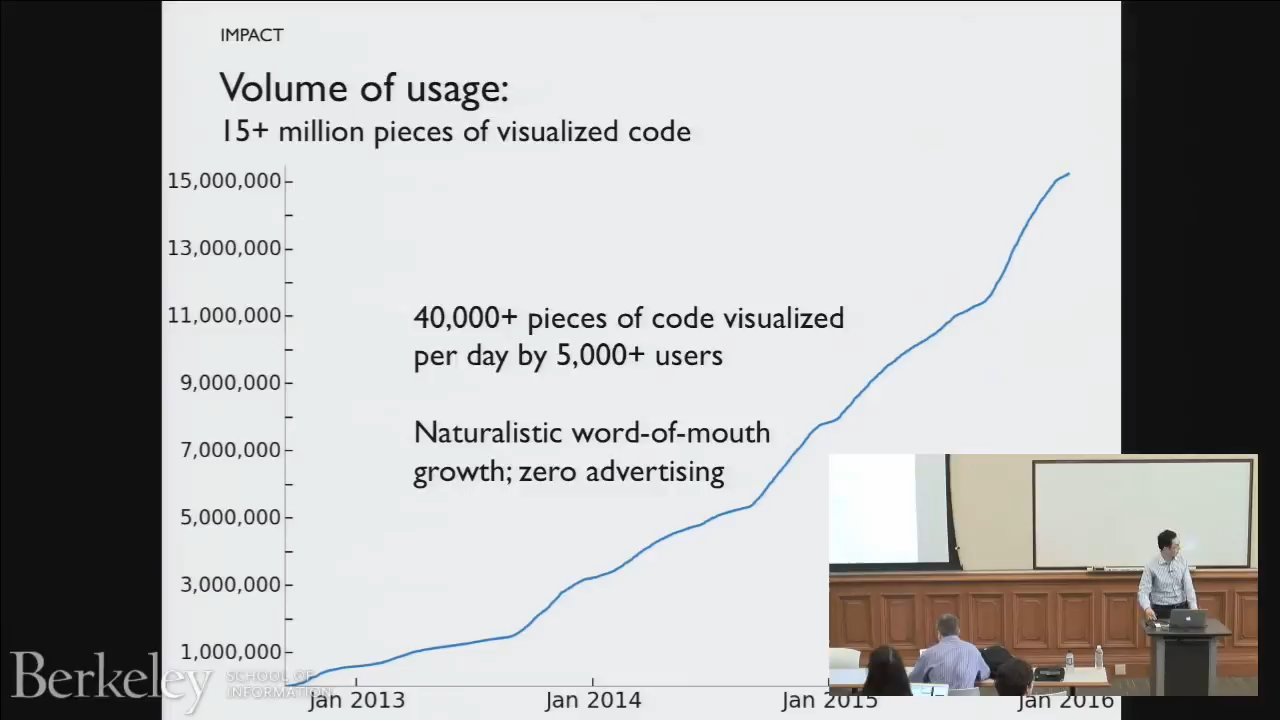 IMPACT
Volume of usage:
15+ million pieces of visualized code
15,000,000
13,000,000
11,000,000
9,000,000
7,000,000
5,000,000
3,000,000
1,000,000
40,000+ pieces of code visualized
per day by 5,000+ users
Naturalistic word-of-mouth
growth; zero advertising
Jan 2013
Jan 2014
Jan 2015
Jan 2016
Berkeley
SCHOOL OF
INFORMATION